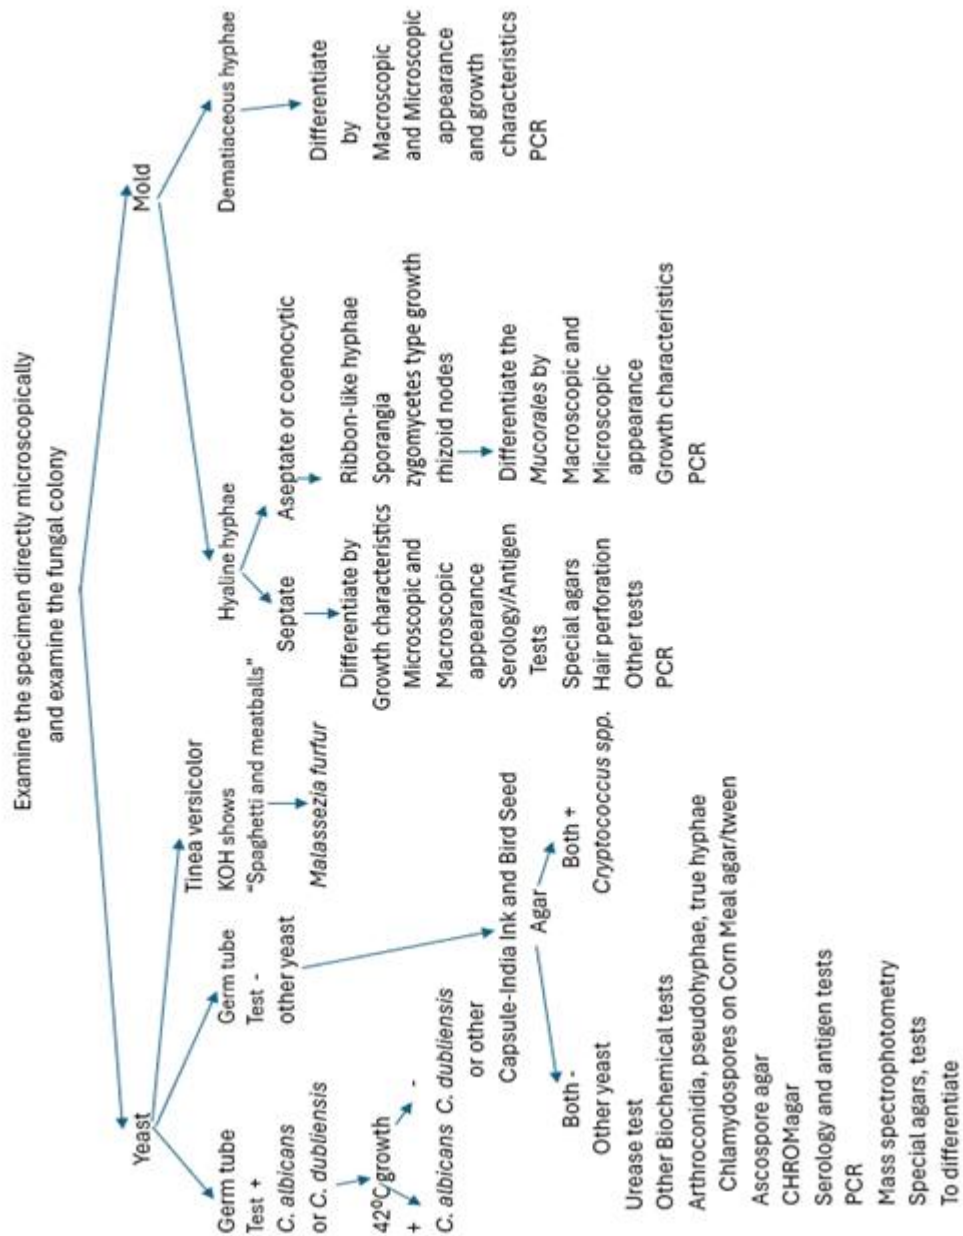 Examine the specimen directly microscopically
and examine the fungal colony
Yeast
Mold
Germ tube
Test +
C. albicans
or C. dubliensis
42⁰C growth
+
-
C. albicans
C. dubliensis
or other
Germ tube
Test -
other yeast
Capsule-India Ink and Bird Seed
Agar
Both -
Other yeast
Urease test
Other Biochemical tests
Arthroconidia, pseudohyphae, true hyphae
Chlamydospores on Corn Meal agar/tween
Ascospore agar
CHROMagar
Serology and antigen tests
PCR
Mass spectrophotometry
Special agars, tests
To differentiate
Both +
Cryptococcus spp.
Tinea versicolor
KOH shows
"Spaghetti and meatballs"
Malassezia furfur
Hyaline hyphae
Septate
Differentiate by
Growth characteristics
Microscopic and
Macroscopic
appearance
Serology/Antigen
Tests
Special agars
Hair perforation
Other tests
PCR
Aseptate or coenocytic
Ribbon-like hyphae
Sporangia
zygomycetes type growth
rhizoid nodes
Differentiate the
Mucorales by
Macroscopic and
Microscopic
appearance
Growth characteristics
PCR
Dematiaceous hyphae
Differentiate
by
Macroscopic
and Microscopic
appearance
and growth
characteristics
PCR